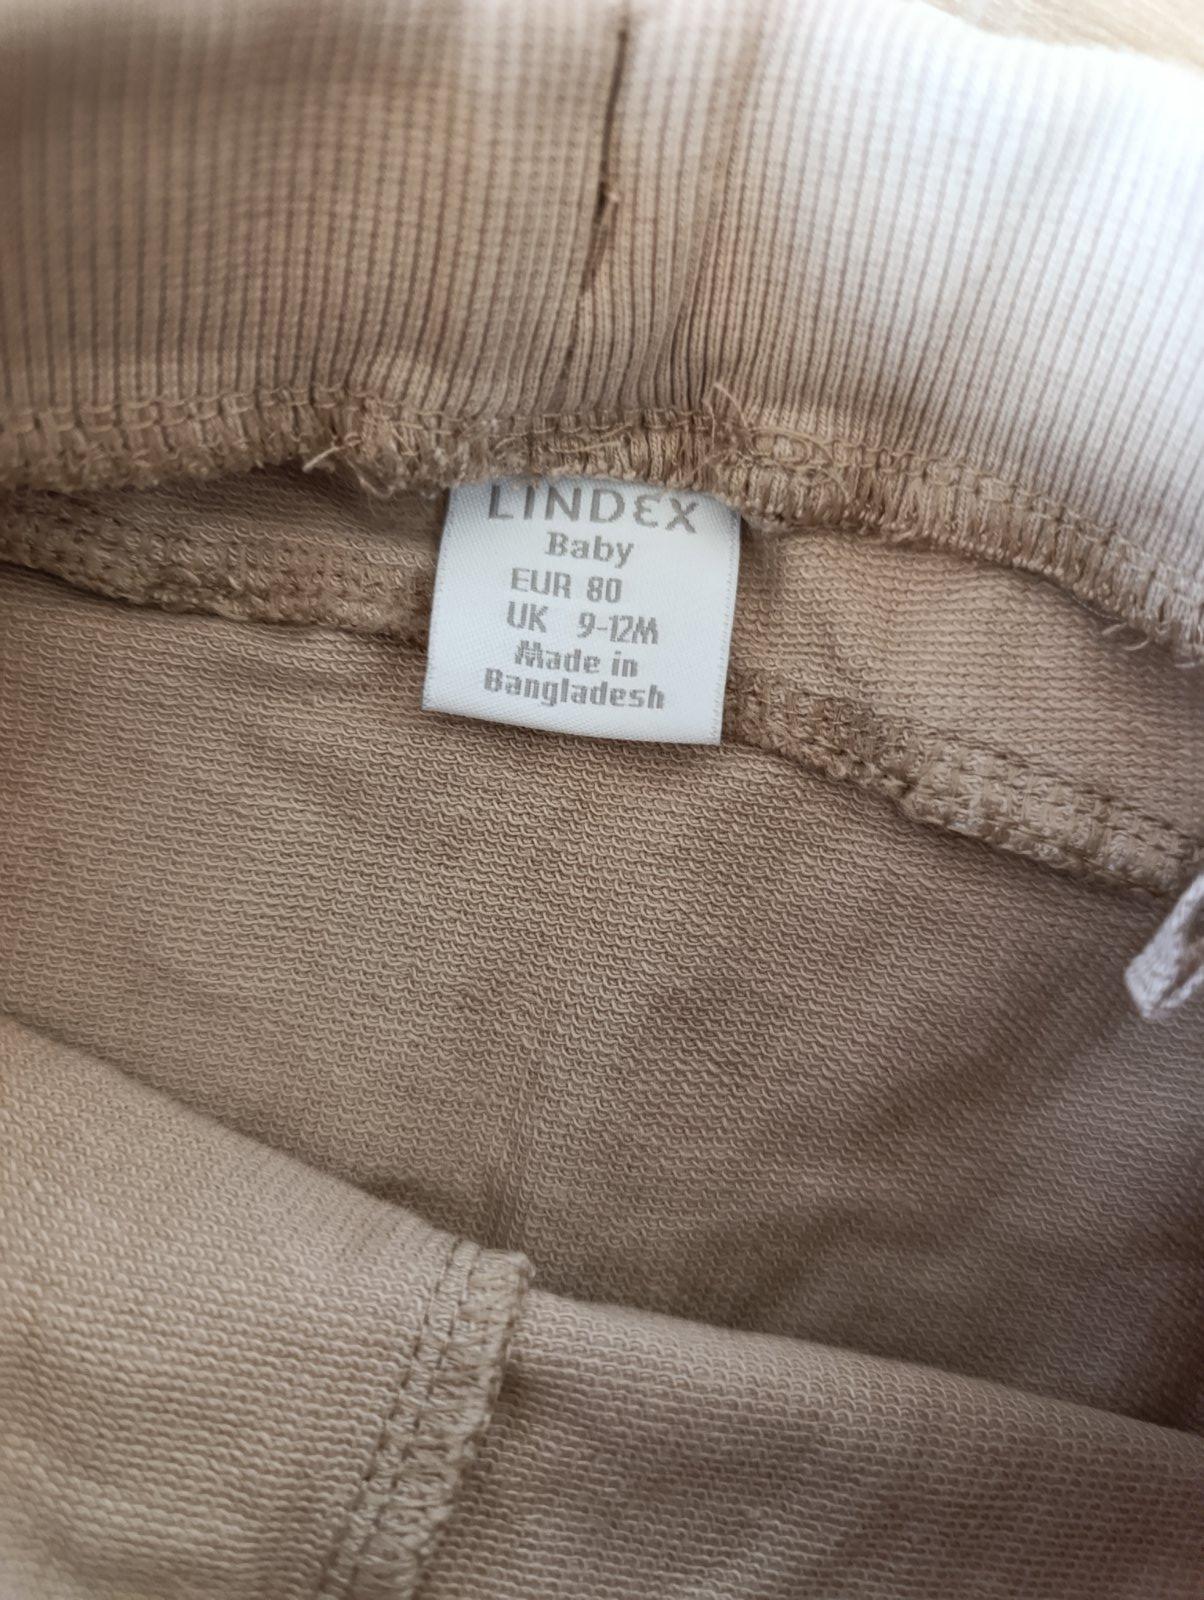 LINDEX
Baby
EUR 80
UK 9-12M
Made in
Bangladesh